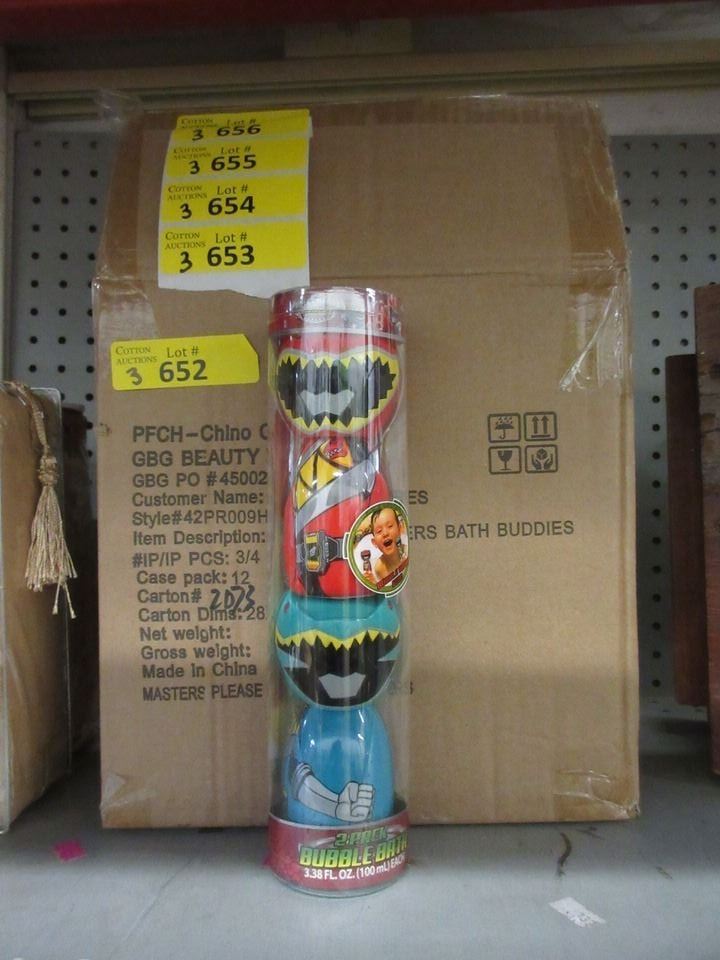 COTTON AUCTIONS Lot #
3 656
COTTON AUCTIONS Lot #
3 655
COTTON AUCTIONS Lot #
3 654
COTTON AUCTIONS Lot #
3 653
COTTON AUCTIONS Lot #
3 652
PFCH-Chino
GBG BEAUTY
GBG PO #45002
Customer Name: ES
Style#42PR009H
Item Description: ERS BATH BUDDIES
#IP/IP PCS: 3/4
Case pack: 12
Carton# 2073
Carton Dims: 28
Net weight:
Gross weight:
Made in China
MASTERS PLEASE
2-PACK
BUBBLE BATH
3.38 FL. OZ. (100 mL) EACH